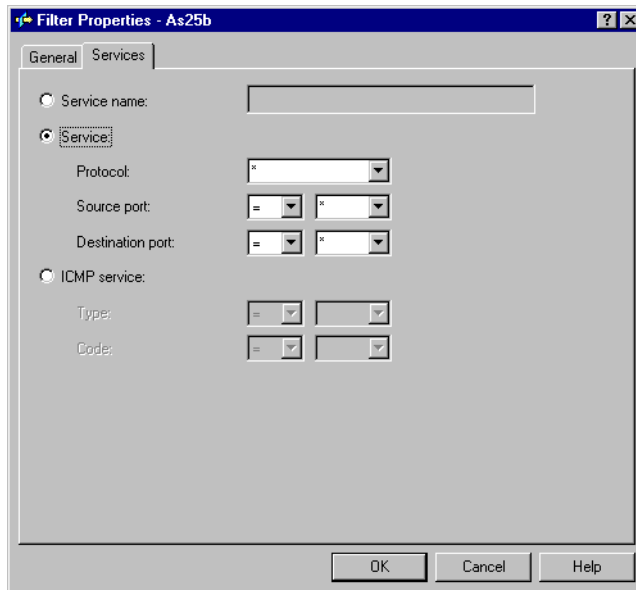 Filter Properties - As25b
General Services
Service name:
Service:
Protocol: *
Source port: = *
Destination port: = *
ICMP service:
Type: =
Code: =
OK Cancel Help